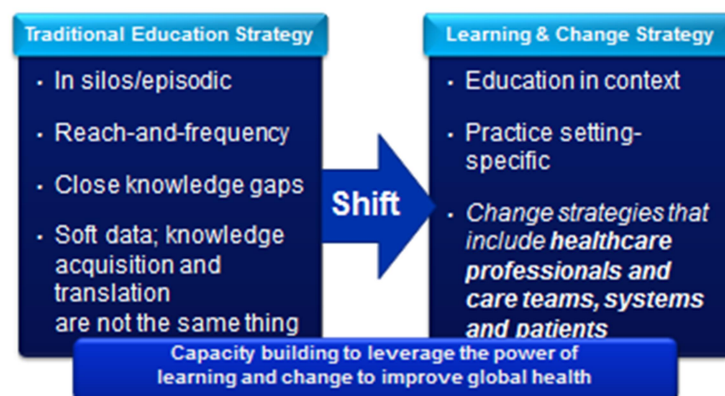 Traditional Education Strategy
· In silos/episodic
· Reach-and-frequency
· Close knowledge gaps
· Soft data; knowledge
acquisition and
translation
are not the same thing
Shift
Learning & Change Strategy
· Education in context
· Practice setting-
specific
· Change strategies that
include healthcare
professionals and
care teams, systems
and patients
Capacity building to leverage the power of
learning and change to improve global health